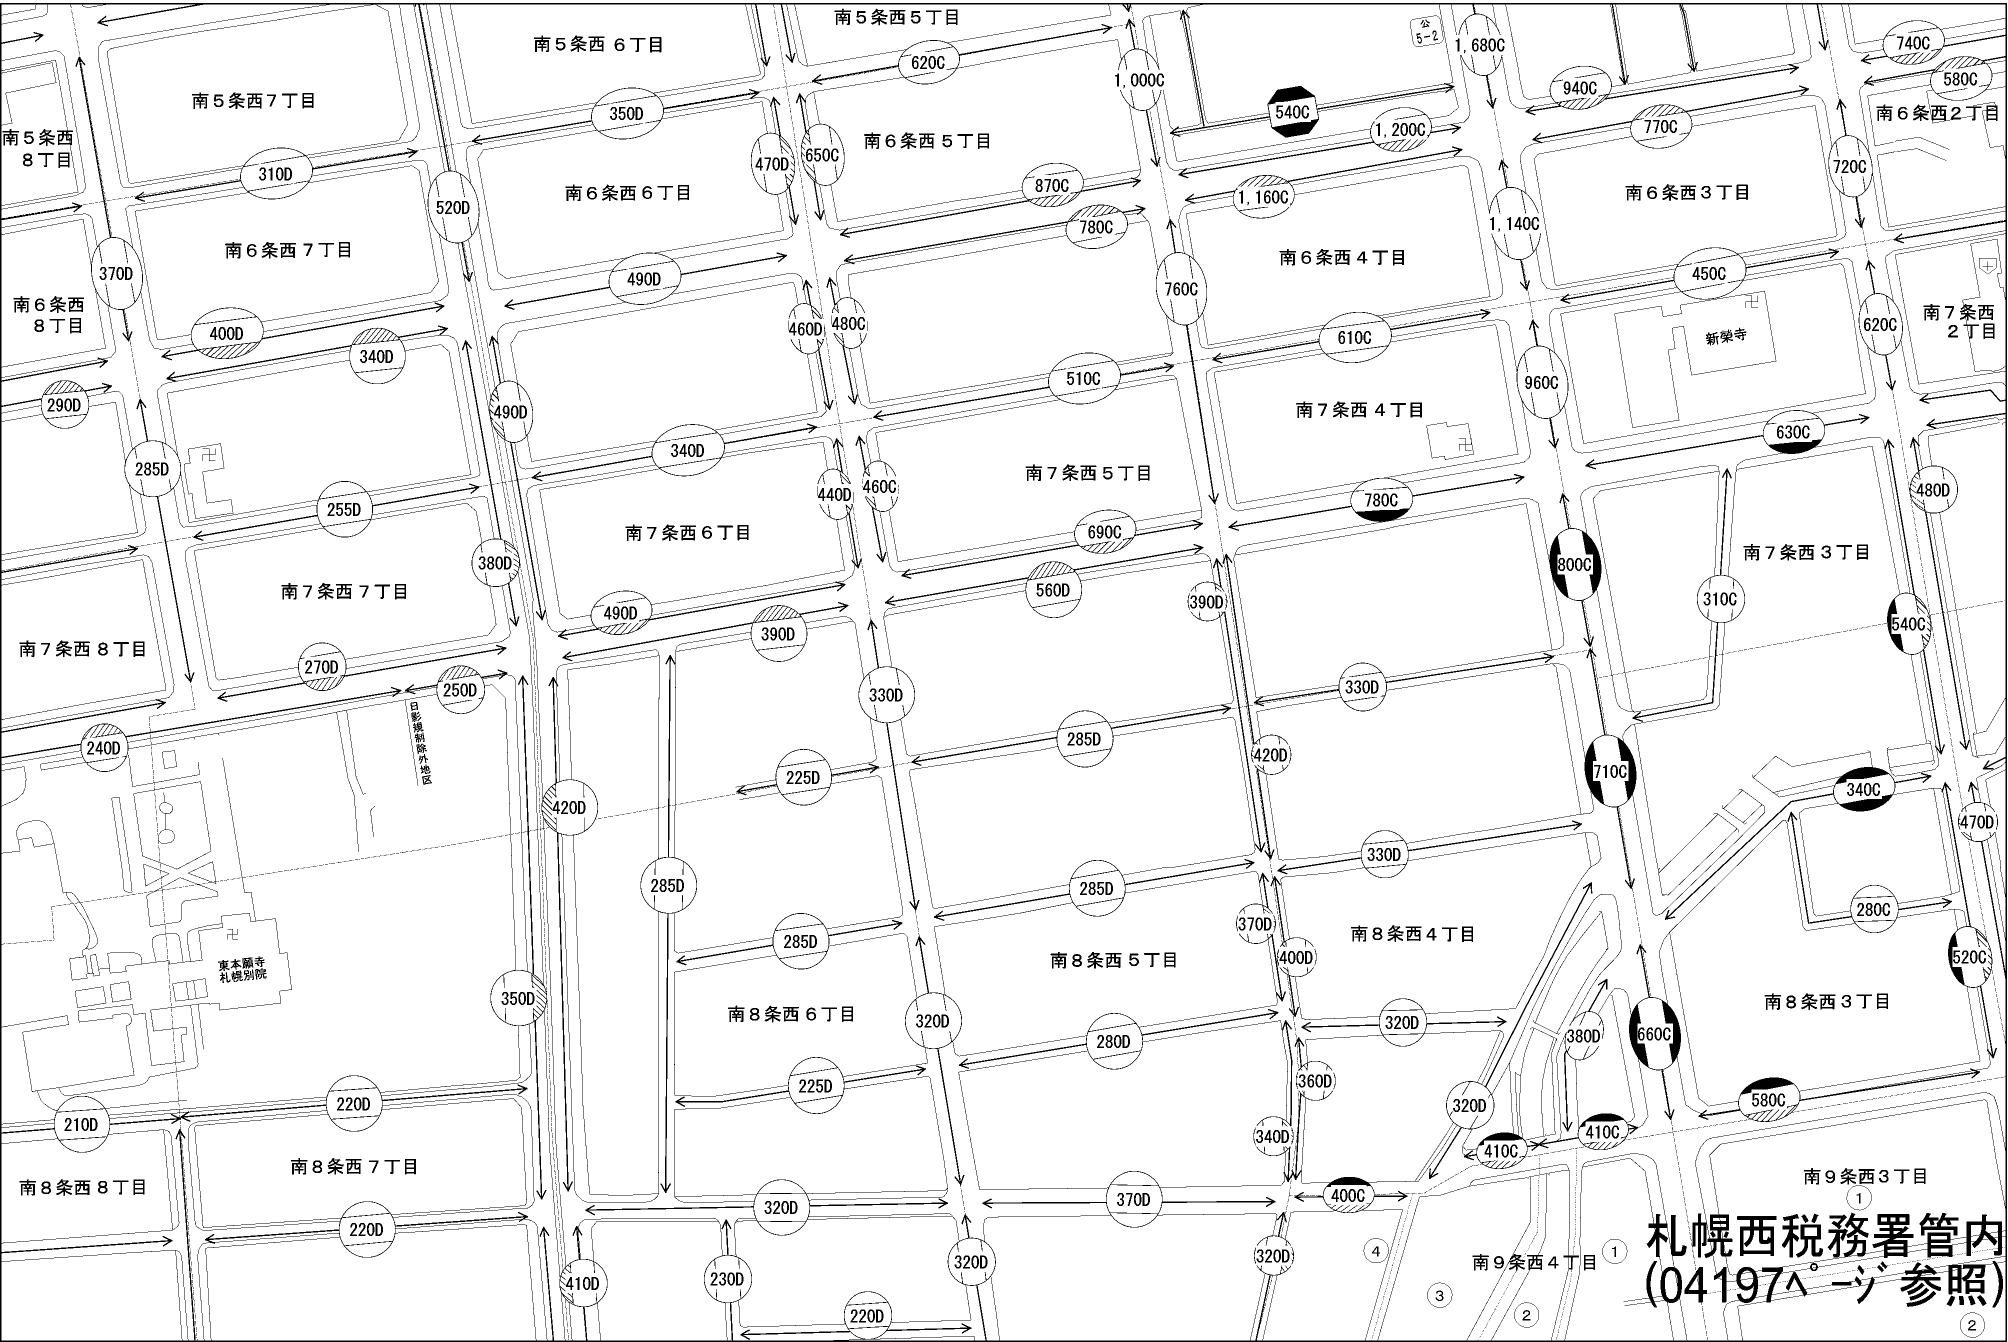 南５条西５丁目
公
5-2
南５条西６丁目
1,680C
740C
620C
1,000C
580C
940C
南５条西７丁目
350D
540C
南６条西２丁目
1,200C
770C
南５条西
８丁目
南６条西５丁目
650C
470D
310D
720C
870C
南６条西６丁目
1,160C
南６条西３丁目
520D
780C
1,140C
南６条西７丁目
南６条西４丁目
370D
490D
450C
760C
南６条西
８丁目
南７条西
２丁目
480C
460D
620C
400D
610C
新榮寺
340D
510C
960C
290D
490D
南７条西４丁目
630C
340D
285D
南７条西５丁目
460C
440D
480D
780C
255D
690C
南７条西６丁目
南７条西３丁目
380D
800C
南７条西７丁目
560D
310C
390D
490D
540C
390D
南７条西８丁目
270D
250D
330D
330D
日影規制除外地区
285D
240D
420D
225D
710C
340C
420D
470D
330D
285D
285D
280C
370D
南８条西４丁目
285D
400D
520C
南８条西５丁目
東本願寺
札幌別院
350D
南８条西３丁目
南８条西６丁目
320D
320D
660C
380D
280D
360D
225D
220D
580C
320D
210D
410C
340D
410C
南８条西７丁目
南９条西３丁目
①
南８条西８丁目
400C
370D
320D
220D
札幌西税務署管内
(04197ﾍﾟｰｼﾞ参照)
④
①
320D
320D
南９条西４丁目
230D
410D
③
②
220D
②